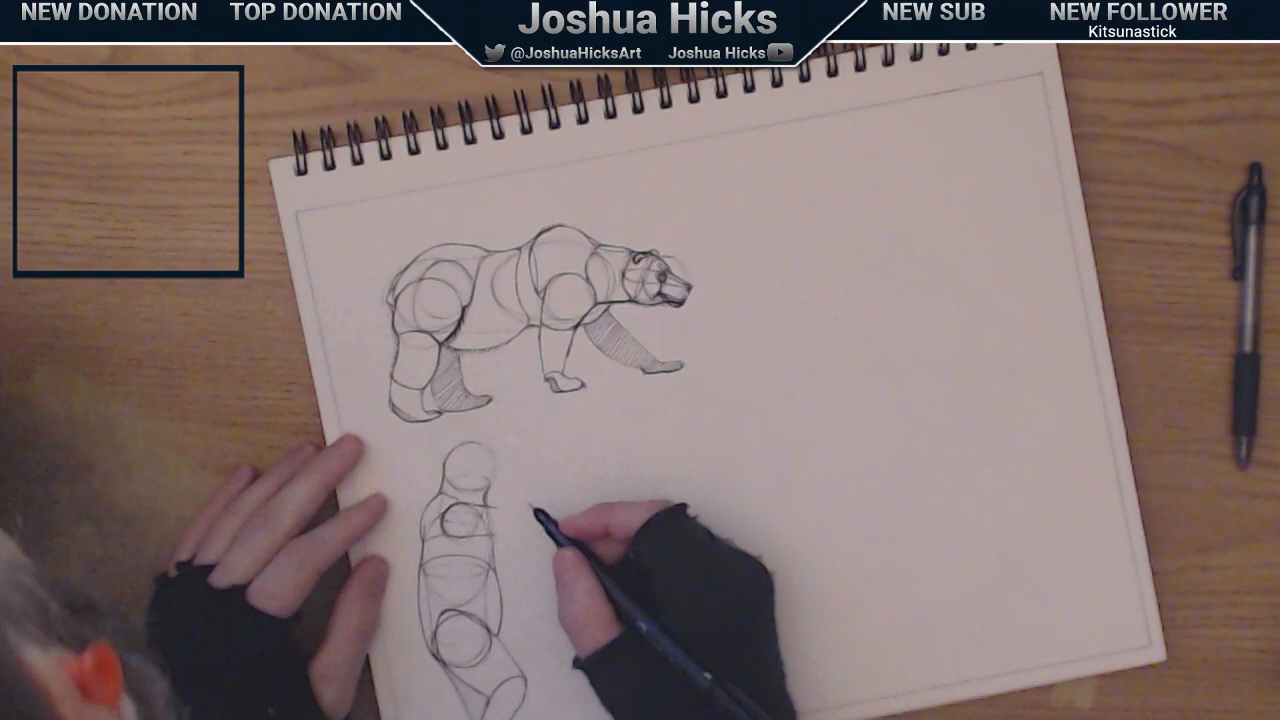 NEW DONATION
TOP DONATION
Joshua Hicks
@JoshuaHicksArt
Joshua Hicks
NEW SUB
NEW FOLLOWER
Kitsunastick